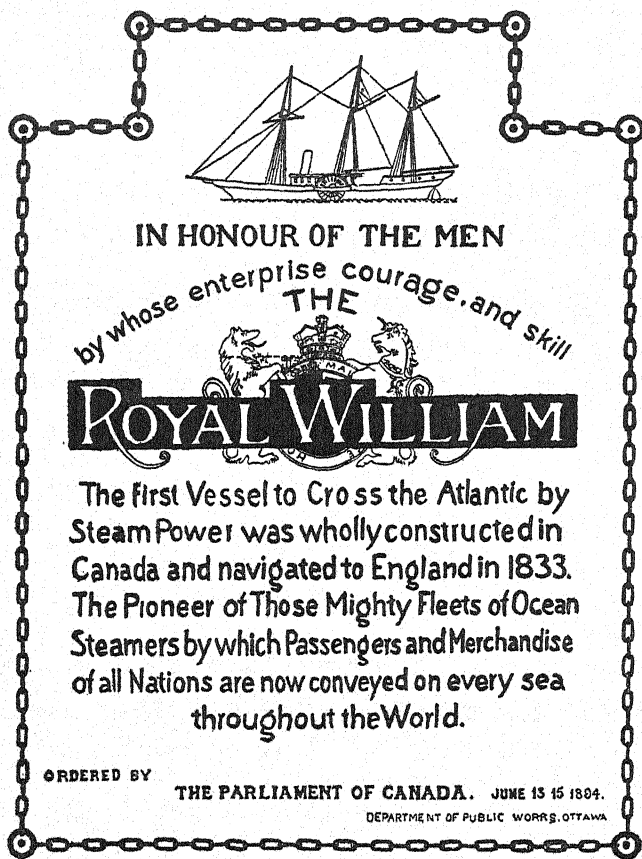 IN HONOUR OF THE MEN
by whose enterprise courage, and skill
THE
ROYAL WILLIAM
The first Vessel to Cross the Atlantic by
Steam Power was wholly constructed in
Canada and navigated to England in 1833.
The Pioneer of Those Mighty Fleets of Ocean
Steamers by which Passengers and Merchandise
of all Nations are now conveyed on every sea
throughout the World.
ORDERED BY
THE PARLIAMENT OF CANADA. JUNE 13 15 1894.
DEPARTMENT OF PUBLIC WORKS, OTTAWA